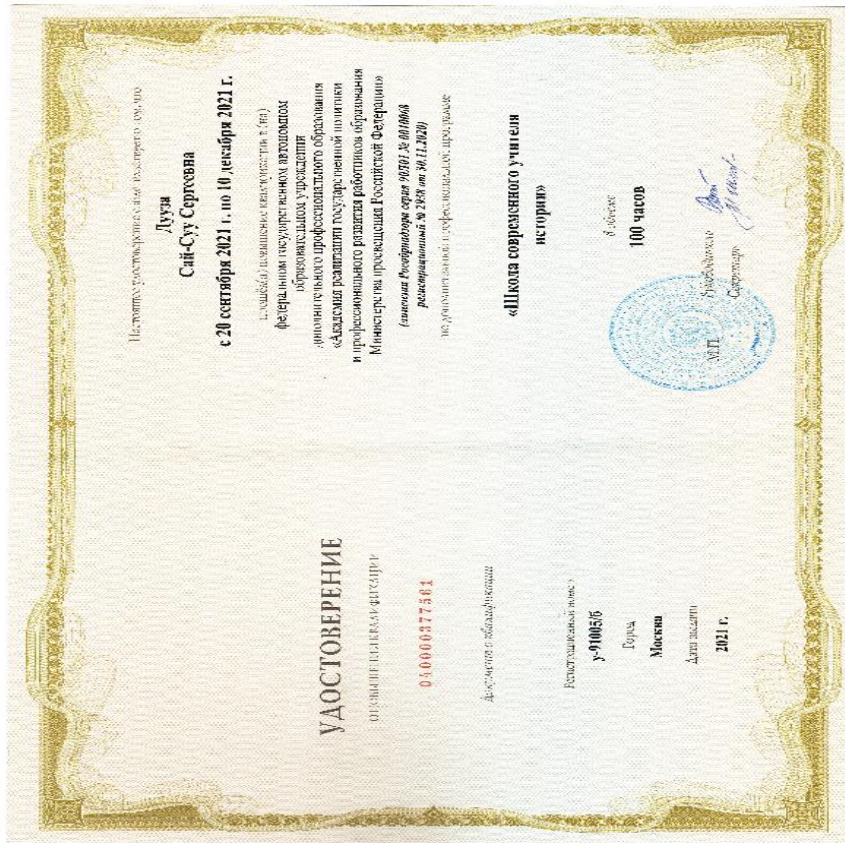 УДОСТОВЕРЕНИЕ
О ПОВЫШЕНИИ КВАЛИФИКАЦИИ
040000377561
Документ о квалификации
Регистрационный номер
у-91005/б
Город
Москва
Дата выдачи
2021 г.
Настоящее удостоверение свидетельствует о том, что
Дууза
Сай-Суу Сергеевна
с 20 сентября 2021 г. по 10 декабря 2021 г.
прошёл(а) повышение квалификации в (на)
федеральном государственном автономном
образовательном учреждении
дополнительного профессионального образования
«Академия реализации государственной политики
и профессионального развития работников образования
Министерства просвещения Российской Федерации»
(лицензия Рособрнадзора серия 90Л01 № 0010068
регистрационный № 2938 от 30.11.2020)
по дополнительной профессиональной программе
«Школа современного учителя
истории»
в объёме
100 часов
М.П.
Руководитель
Секретарь